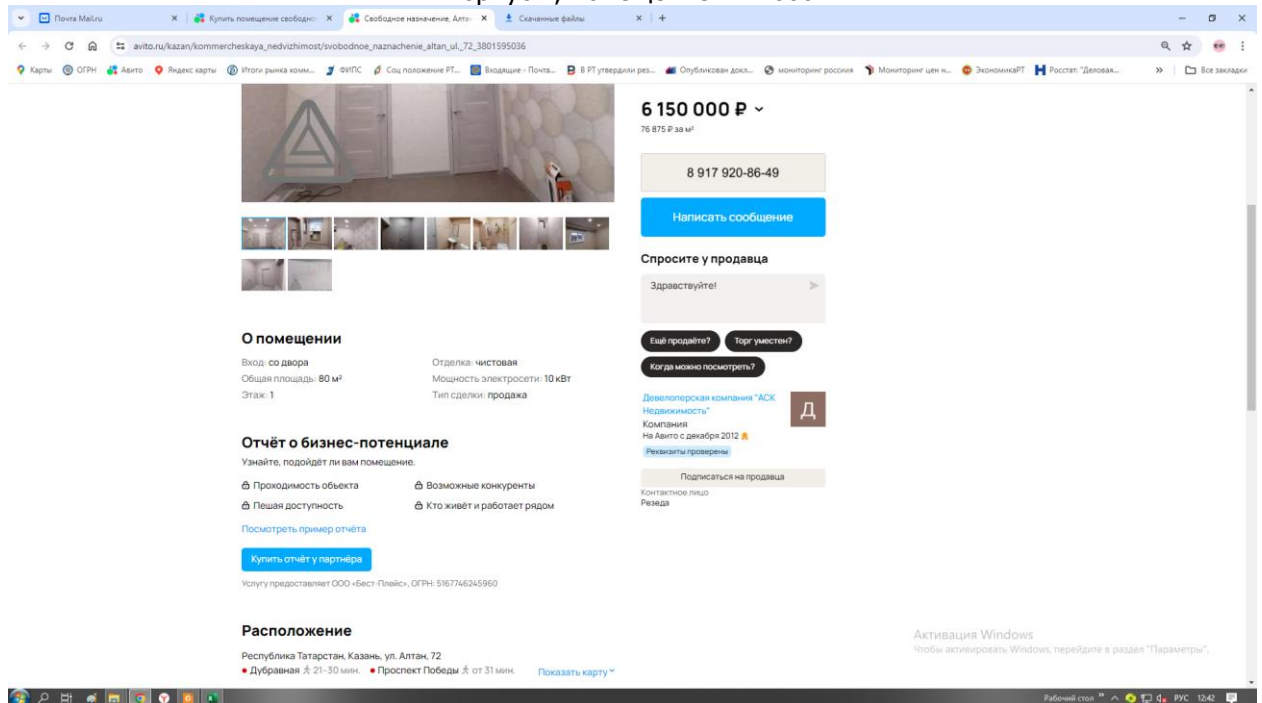 Почта Mail.ru
Купить помещение свободно
Свободное назначение, Алтан
Скачанные файлы
avito.ru/kazan/kommercheskaya_nedvizhimost/svobodnoe_naznachenie_altan_ul._72_3801595036
Карты ОГРН Авито Яндекс карты Итоги рынка комм... ФИПС Соц положение РТ... Входящие - Почта... В РТ утвердили рез... Опубликован докл... мониторинг россия Мониторинг цен н... ЭкономикаРТ Росстат: "Деловая... » Все закладки
6 150 000 ₽
76 875 ₽ за м²
8 917 920-86-49
Написать сообщение
Спросите у продавца
Здравствуйте!
Ещё продаёте? Торг уместен?
Когда можно посмотреть?
Девелоперская компания "АСК
Недвижимость"
Д
Компания
На Авито с декабря 2012
Реквизиты проверены
Подписаться на продавца
Контактное лицо
Резеда
О помещении
Вход: со двора Отделка: чистовая
Общая площадь: 80 м² Мощность электросети: 10 кВт
Этаж: 1 Тип сделки: продажа
Отчёт о бизнес-потенциале
Узнайте, подойдёт ли вам помещение.
Проходимость объекта Возможные конкуренты
Пешая доступность Кто живёт и работает рядом
Посмотреть пример отчёта
Купить отчёт у партнёра
Услугу предоставляет ООО «Бест-Плейс», ОГРН: 5167746245960
Расположение
Республика Татарстан, Казань, ул. Алтан, 72
Дубравная 21–30 мин. Проспект Победы от 31 мин. Показать карту
Активация Windows
Чтобы активировать Windows, перейдите в раздел "Параметры".
Рабочий стол » РУС 12:42